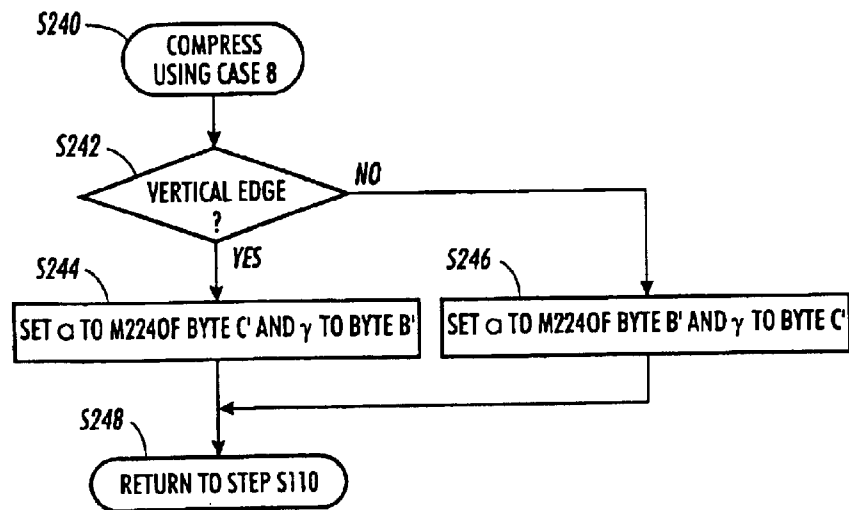 S240
COMPRESS
USING CASE 8
S242
VERTICAL EDGE
?
NO
YES
S244
SET α TO M224OF BYTE C' AND γ TO BYTE B'
S246
SET α TO M224OF BYTE B' AND γ TO BYTE C'
S248
RETURN TO STEP S110